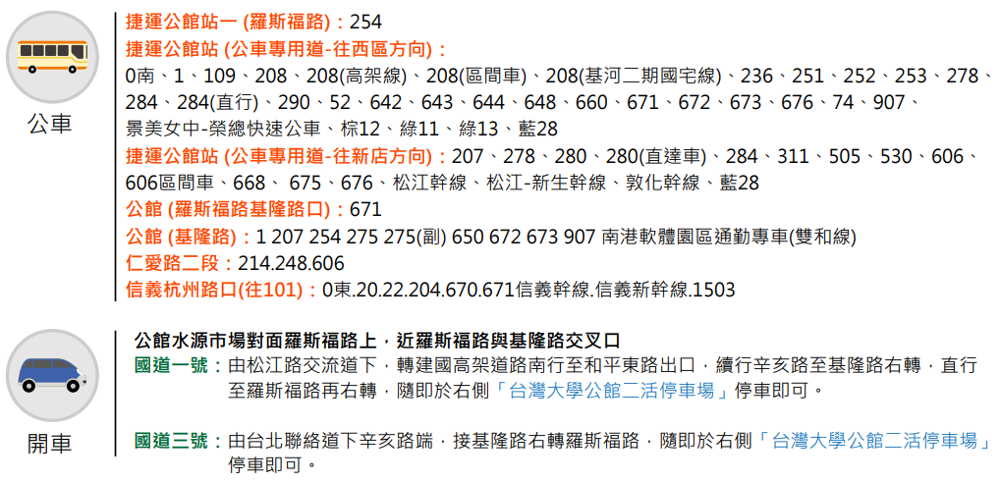 捷運公館站一 (羅斯福路)：254
捷運公館站 (公車專用道-往西區方向)：
0南、1、109、208、208(高架線)、208(區間車)、208(基河二期國宅線)、236、251、252、253、278、
284、284(直行)、290、52、642、643、644、648、660、671、672、673、676、74、907、
景美女中-榮總快速公車、棕12、綠11、綠13、藍28
捷運公館站 (公車專用道-往新店方向)：207、278、280、280(直達車)、284、311、505、530、606、
606區間車、668、 675、676、松江幹線、松江-新生幹線、敦化幹線、藍28
公館 (羅斯福路基隆路口)：671
公館 (基隆路)：1 207 254 275 275(副) 650 672 673 907 南港軟體園區通勤專車(雙和線)
仁愛路二段：214.248.606
信義杭州路口(往101)：0東.20.22.204.670.671信義幹線.信義新幹線.1503
公車
公館水源市場對面羅斯福路上，近羅斯福路與基隆路交叉口
國道一號：由松江路交流道下，轉建國高架道路南行至和平東路出口，續行辛亥路至基隆路右轉，直行
至羅斯福路再右轉，隨即於右側「台灣大學公館二活停車場」停車即可。
國道三號：由台北聯絡道下辛亥路端，接基隆路右轉羅斯福路，隨即於右側「台灣大學公館二活停車場」
停車即可。
開車